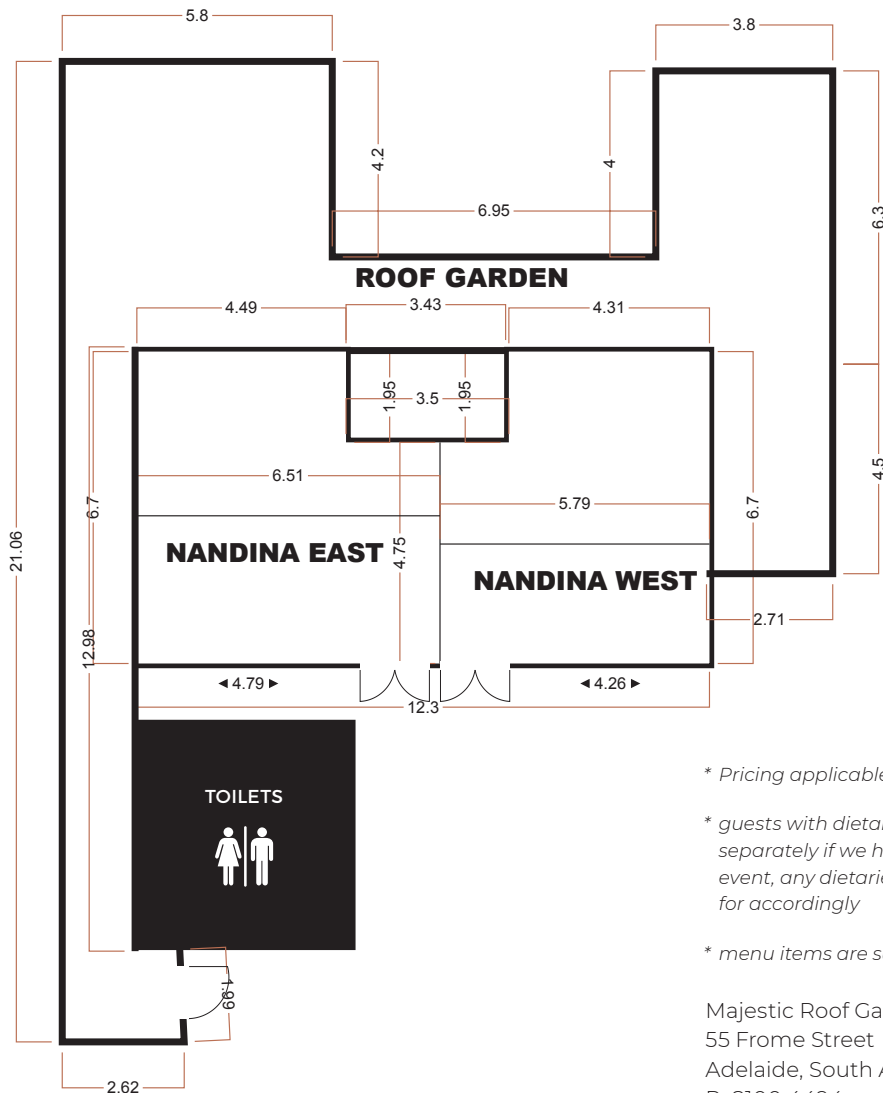 5.8
3.8
4.2
4
6.3
6.95
ROOF GARDEN
4.49
3.43
4.31
1.95
3.5
1.95
6.51
5.79
4.5
6.7
4.75
6.7
21.06
NANDINA EAST
NANDINA WEST
2.71
12.98
4.79
4.26
12.3
TOILETS
1.99
2.62
* Pricing applicable
* guests with dietar
separately if we h
event, any dietarie
for accordingly
* menu items are s
Majestic Roof Ga
55 Frome Street
Adelaide, South A